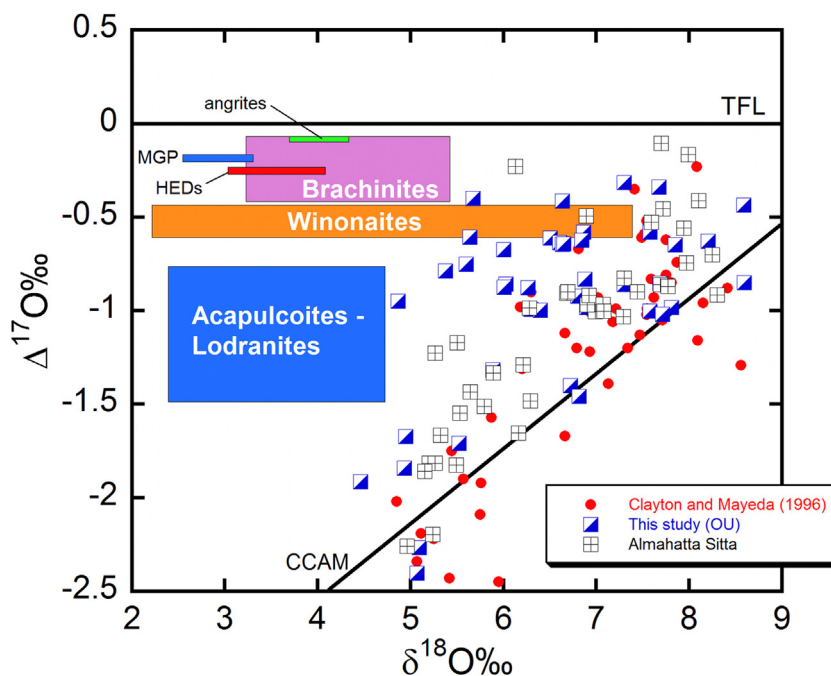 0.5
TFL
angrites
0
MGP
HEDs
Brachinites
-0.5
Winonaites
Δ17O‰
-1
Acapulcoites -
Lodranites
-1.5
Clayton and Mayeda (1996)
This study (OU)
Almahatta Sitta
-2
CCAM
-2.5
2 3 4 5 6 7 8 9
δ18O‰